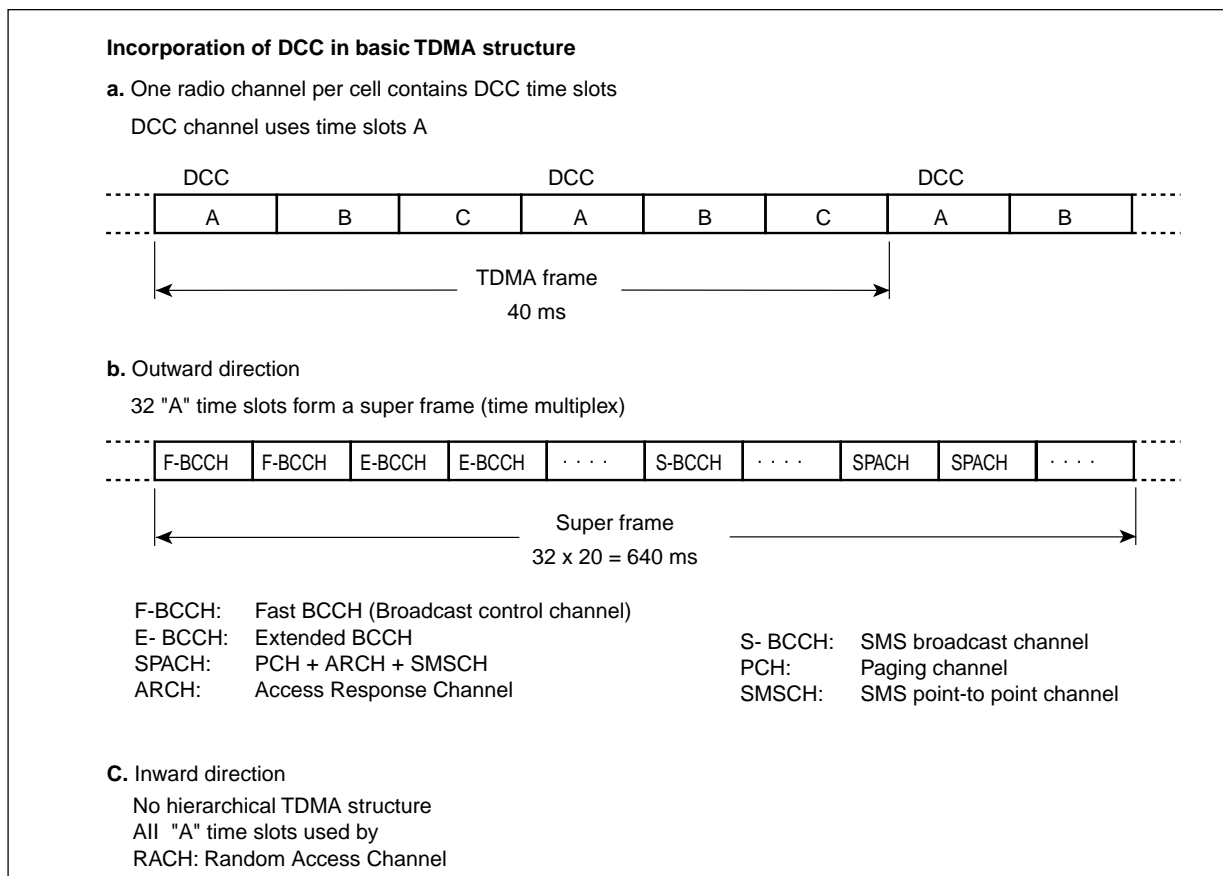 Incorporation of DCC in basic TDMA structure
a. One radio channel per cell contains DCC time slots
DCC channel uses time slots A
DCC DCC DCC
A B C A B C A B
TDMA frame
40 ms
b. Outward direction
32 "A" time slots form a super frame (time multiplex)
F-BCCH F-BCCH E-BCCH E-BCCH · · · · S-BCCH · · · · SPACH SPACH · · · ·
Super frame
32 x 20 = 640 ms
F-BCCH: Fast BCCH (Broadcast control channel)
E- BCCH: Extended BCCH
SPACH: PCH + ARCH + SMSCH
ARCH: Access Response Channel
S- BCCH: SMS broadcast channel
PCH: Paging channel
SMSCH: SMS point-to point channel
C. Inward direction
No hierarchical TDMA structure
All "A" time slots used by
RACH: Random Access Channel